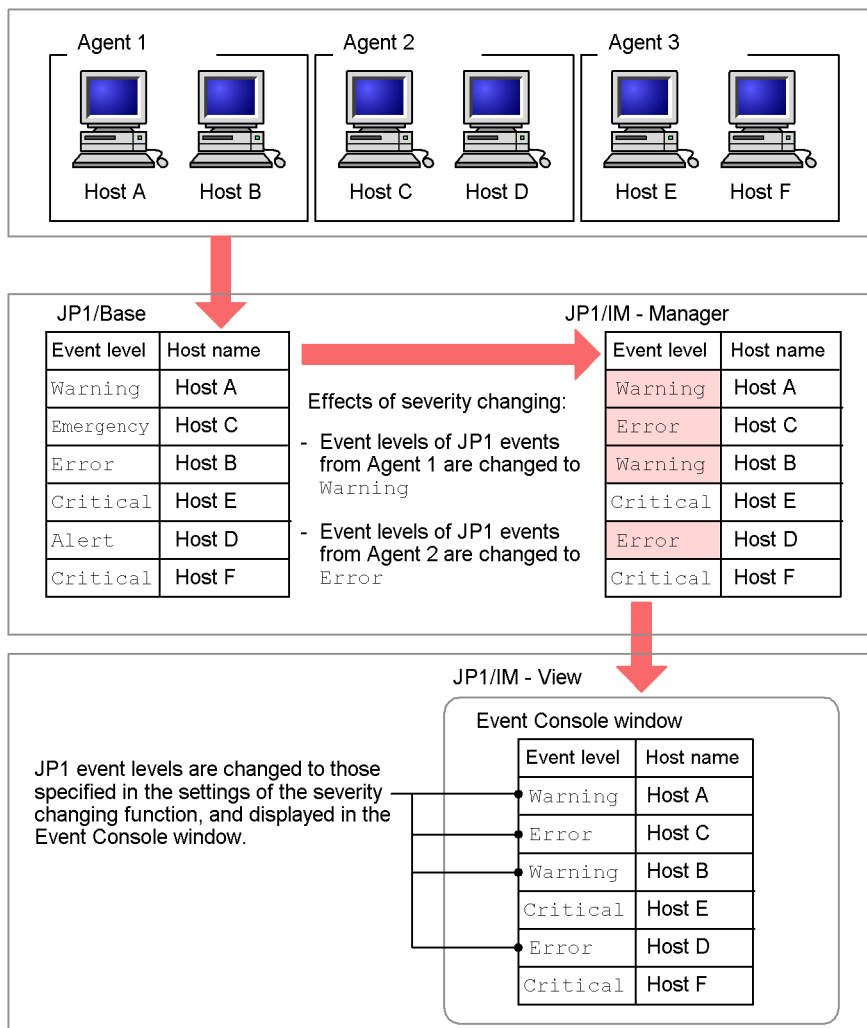 Agent 1
Agent 2
Agent 3
Host A
Host B
Host C
Host D
Host E
Host F
JP1/Base
Event level Host name
Warning Host A
Emergency Host C
Error Host B
Critical Host E
Alert Host D
Critical Host F
Effects of severity changing:
- Event levels of JP1 events
from Agent 1 are changed to
Warning
- Event levels of JP1 events
from Agent 2 are changed to
Error
JP1/IM - Manager
Event level Host name
Warning Host A
Error Host C
Warning Host B
Critical Host E
Error Host D
Critical Host F
JP1/IM - View
Event Console window
JP1 event levels are changed to those
specified in the settings of the severity
changing function, and displayed in the
Event Console window.
Event level Host name
Warning Host A
Error Host C
Warning Host B
Critical Host E
Error Host D
Critical Host F